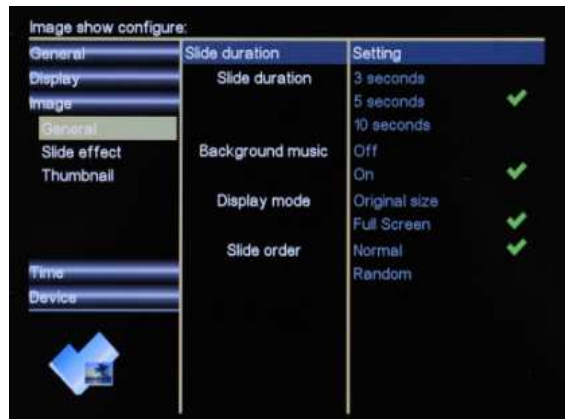 Image show configure:
General
Display
Image
General
Slide effect
Thumbnail
Time
Device
Slide duration Setting
Slide duration 3 seconds
5 seconds
10 seconds
Background music Off
On
Display mode Original size
Full Screen
Slide order Normal
Random